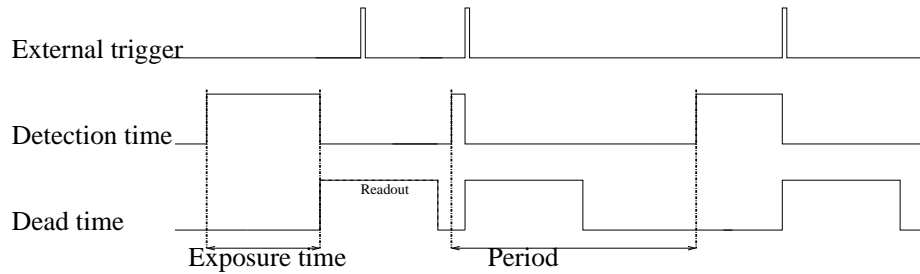 External trigger
Detection time
Readout
Dead time
Exposure time
Period